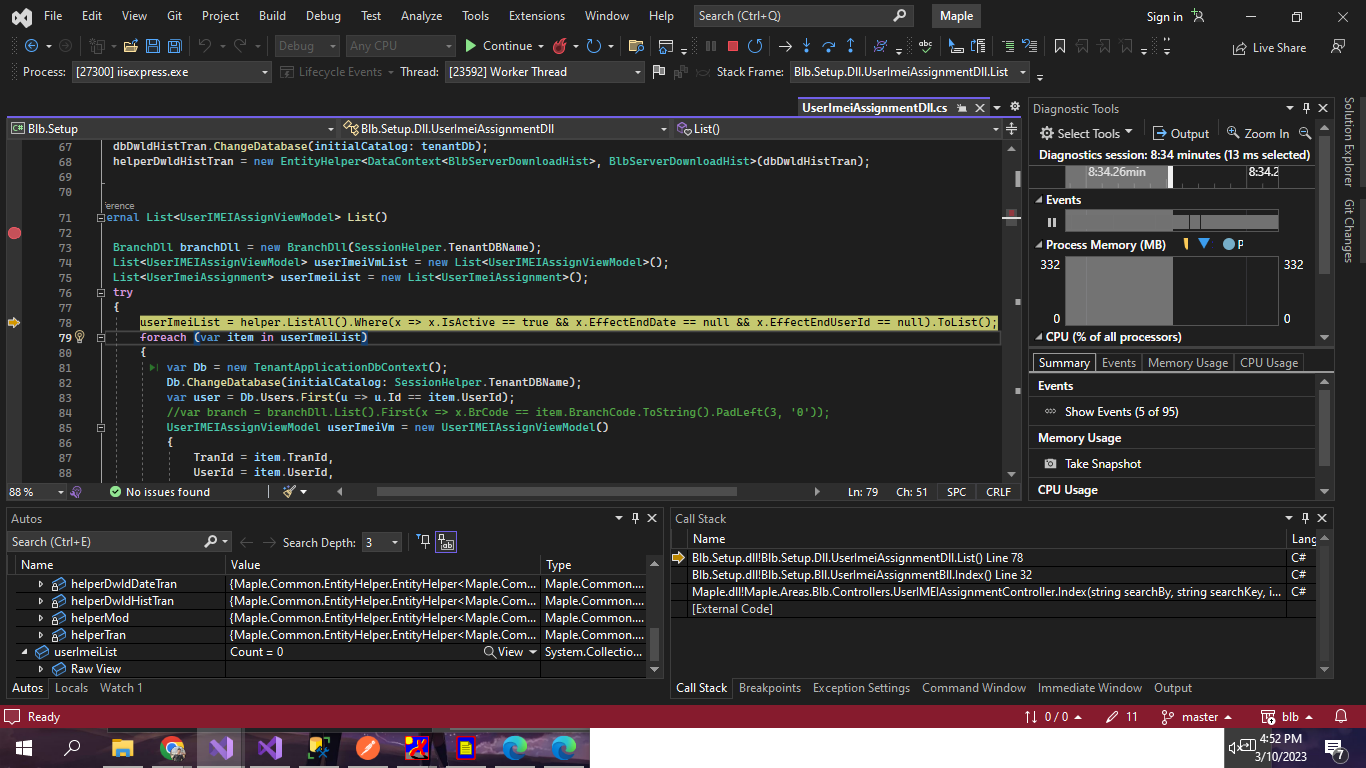 File Edit View Git Project Build Debug Test Analyze Tools Extensions Window Help Search (Ctrl+Q) Maple Sign in
Debug Any CPU Continue Live Share
Process: [27300] iisexpress.exe Lifecycle Events Thread: [23592] Worker Thread Stack Frame: Blb.Setup.Dll.UserImeiAssignmentDll.List
UserImeiAssignmentDll.cs
Blb.Setup Blb.Setup.Dll.UserImeiAssignmentDll List()
67 dbDwldHistTran.ChangeDatabase(initialCatalog: tenantDb);
68 helperDwldHistTran = new EntityHelper<DataContext<BlbServerDownloadHist>, BlbServerDownloadHist>(dbDwldHistTran);
69
70
ference
71 ernal List<UserIMEIAssignViewModel> List()
72
73 BranchDll branchDll = new BranchDll(SessionHelper.TenantDBName);
74 List<UserIMEIAssignViewModel> userImeiVmList = new List<UserIMEIAssignViewModel>();
75 List<UserImeiAssignment> userImeiList = new List<UserImeiAssignment>();
76 try
77 {
78 userImeiList = helper.ListAll().Where(x => x.IsActive == true && x.EffectEndDate == null && x.EffectEndUserId == null).ToList();
79 foreach (var item in userImeiList)
80 {
81 var Db = new TenantApplicationDbContext();
82 Db.ChangeDatabase(initialCatalog: SessionHelper.TenantDBName);
83 var user = Db.Users.First(u => u.Id == item.UserId);
84 //var branch = branchDll.List().First(x => x.BrCode == item.BranchCode.ToString().PadLeft(3, '0'));
85 UserIMEIAssignViewModel userImeiVm = new UserIMEIAssignViewModel()
86 {
87 TranId = item.TranId,
88 UserId = item.UserId,
88 % No issues found Ln: 79 Ch: 51 SPC CRLF
Diagnostic Tools
Select Tools Output Zoom In
Diagnostics session: 8:34 minutes (13 ms selected)
8:34.26min 8:34.2
Events
Process Memory (MB) P
332 332
0 0
CPU (% of all processors)
Summary Events Memory Usage CPU Usage
Events
Show Events (5 of 95)
Memory Usage
Take Snapshot
CPU Usage
Solution Explorer
Git Changes
Autos
Search (Ctrl+E) Search Depth: 3
Name Value Type
helperDwldDateTran {Maple.Common.EntityHelper.EntityHelper<Maple.Com... Maple.Common....
helperDwldHistTran {Maple.Common.EntityHelper.EntityHelper<Maple.Com... Maple.Common....
helperMod {Maple.Common.EntityHelper.EntityHelper<Maple.Com... Maple.Common....
helperTran {Maple.Common.EntityHelper.EntityHelper<Maple.Com... Maple.Common....
userImeiList Count = 0 View System.Collectio...
Raw View
Autos Locals Watch 1
Call Stack
Name Lang
Blb.Setup.dll!Blb.Setup.Dll.UserImeiAssignmentDll.List() Line 78 C#
Blb.Setup.dll!Blb.Setup.Bll.UserImeiAssignmentBll.Index() Line 32 C#
Maple.dll!Maple.Areas.Blb.Controllers.UserIMEIAssignmentController.Index(string searchBy, string searchKey, i... C#
[External Code]
Call Stack Breakpoints Exception Settings Command Window Immediate Window Output
Ready 0 / 0 11 master blb
4:52 PM
3/10/2023
7